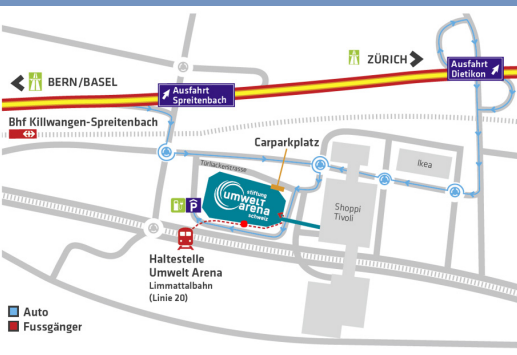 ZÜRICH
Ausfahrt
Dietikon
BERN/BASEL
Ausfahrt
Spreitenbach
Bhf Killwangen-Spreitenbach
Carparkplatz
Türliackerstrasse
Ikea
stiftung
umwelt
arena
schweiz
P
Shoppi
Tivoli
Haltestelle
Umwelt Arena
Limmattalbahn
(Linie 20)
Auto
Fussgänger